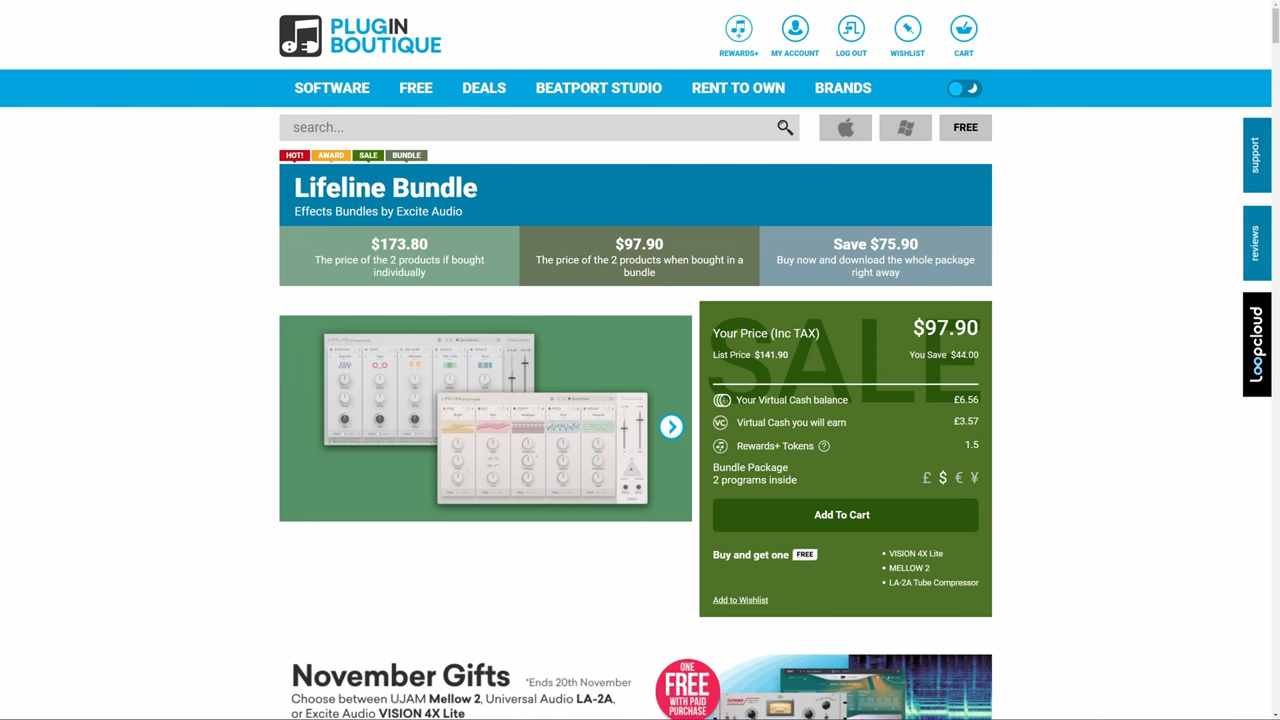 PLUGIN
BOUTIQUE
REWARDS+
MY ACCOUNT
LOG OUT
WISHLIST
CART
SOFTWARE
FREE
DEALS
BEATPORT STUDIO
RENT TO OWN
BRANDS
search...
FREE
HOT!
AWARD
SALE
BUNDLE
Lifeline Bundle
Effects Bundles by Excite Audio
$173.80
The price of the 2 products if bought
individually
$97.90
The price of the 2 products when bought in a
bundle
Save $75.90
Buy now and download the whole package
right away
support
reviews
loopcloud
LIFELINE
LIFELINE
SALE
Your Price (Inc TAX)
$97.90
List Price $141.90
You Save $44.00
Your Virtual Cash balance
£6.56
VC
Virtual Cash you will earn
£3.57
Rewards+ Tokens ?
1.5
Bundle Package
2 programs inside
£ $ € ¥
Add To Cart
Buy and get one FREE
• VISION 4X Lite
• MELLOW 2
• LA-2A Tube Compressor
Add to Wishlist
November Gifts
*Ends 20th November
Choose between UJAM Mellow 2, Universal Audio LA-2A,
or Excite Audio VISION 4X Lite
ONE
FREE
WITH PAID
PURCHASE